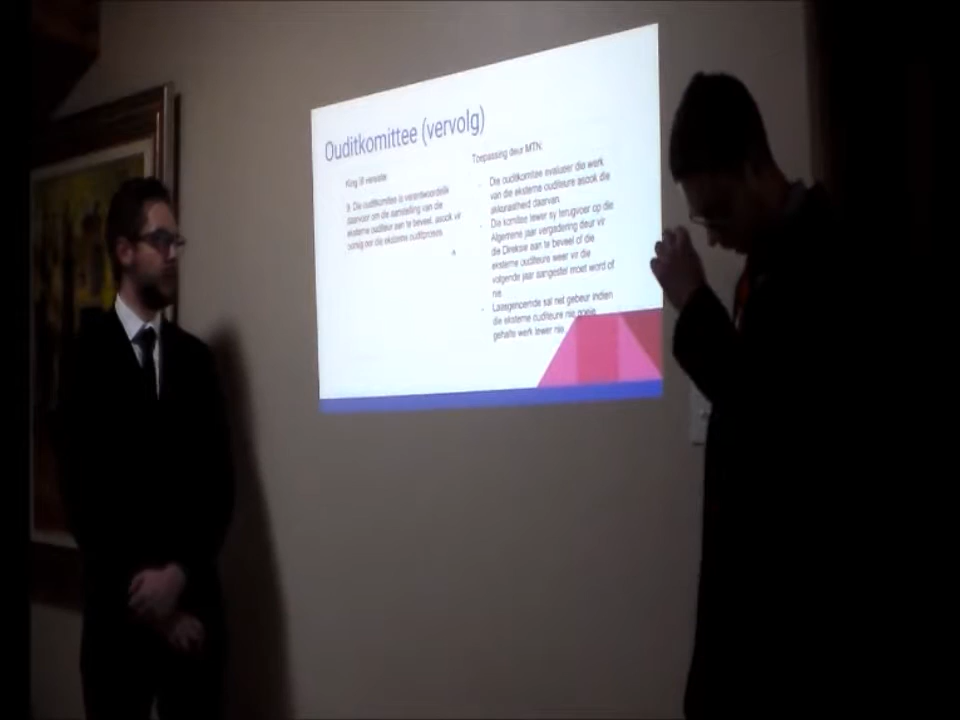 Ouditkomittee (vervolg)
King III vereiste:
9. Die ouditkomitee is verantwoordelik
daarvoor om die aanstelling van die
eksterne ouditeur aan te beveel, asook vir
oorsig oor die eksterne ouditproses
Toepassing deur MTN:
Die ouditkomitee evalueer die werk
van die eksterne ouditeure asook die
akkuraatheid daarvan.
Die komitee lewer sy terugvoer op die
Algemene jaar vergadering deur vir
die Direksie aan te beveel of die
eksterne ouditeure weer vir die
volgende jaar aangestel moet word of
nie.
Laasgenoemde sal net gebeur indien
die eksterne ouditeure nie goeie
gehalte werk lewer nie.